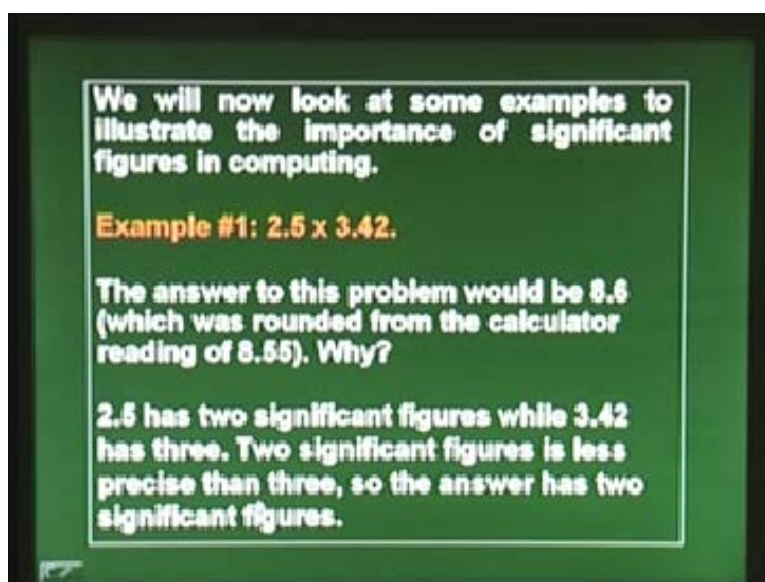 We will now look at some examples to
illustrate the importance of significant
figures in computing.
Example #1: 2.5 x 3.42.
The answer to this problem would be 8.6
(which was rounded from the calculator
reading of 8.55). Why?
2.5 has two significant figures while 3.42
has three. Two significant figures is less
precise than three, so the answer has two
significant figures.